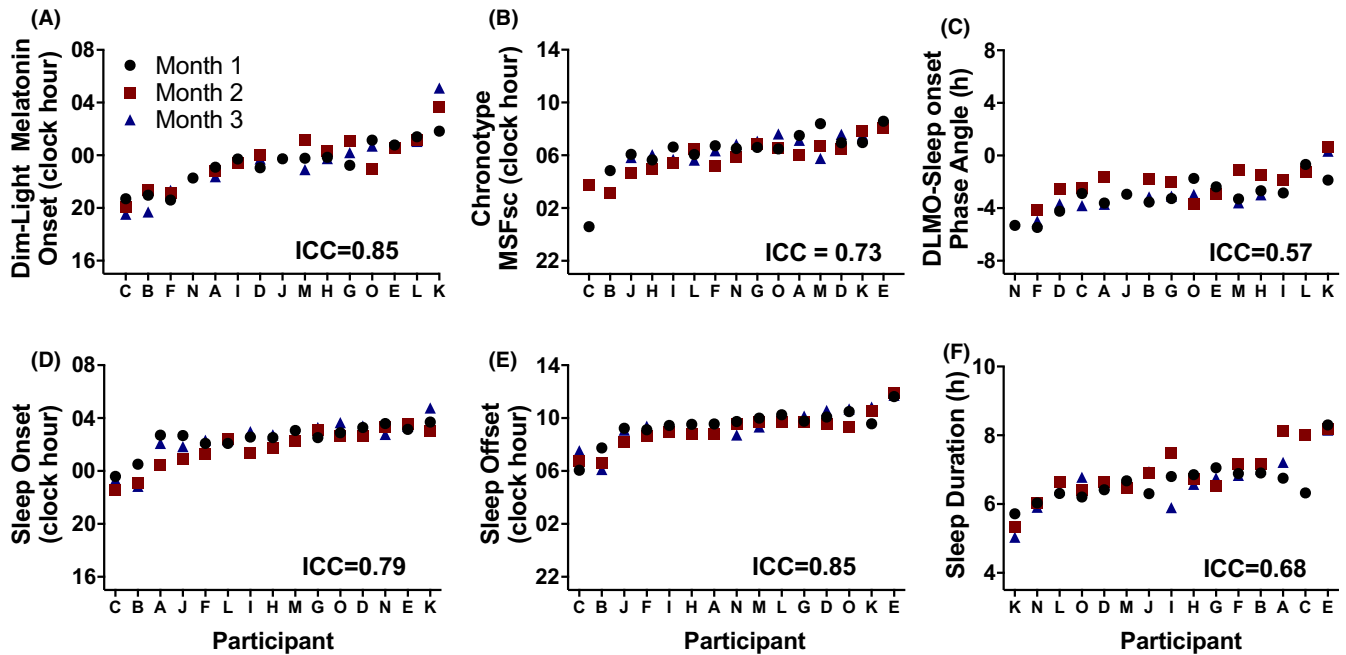 (A)
Dim-Light Melatonin
Onset (clock hour)
08
04
00
20
16
Month 1
Month 2
Month 3
ICC=0.85
C B F N A I D J M H G O E L K
(B)
Chronotype
MSFsc (clock hour)
14
10
06
02
22
ICC = 0.73
C B J H I L F N G O A M D K E
(C)
DLMO-Sleep onset
Phase Angle (h)
8
4
0
-4
-8
ICC=0.57
N F D C A J B G O E M H I L K
(D)
Sleep Onset
(clock hour)
08
04
00
20
16
ICC=0.79
C B A J F L I H M G O D N E K
Participant
(E)
Sleep Offset
(clock hour)
14
10
06
02
22
ICC=0.85
C B J F I H A N M L G D O K E
Participant
(F)
Sleep Duration (h)
10
8
6
4
ICC=0.68
K N L O D M J I H G F B A C E
Participant